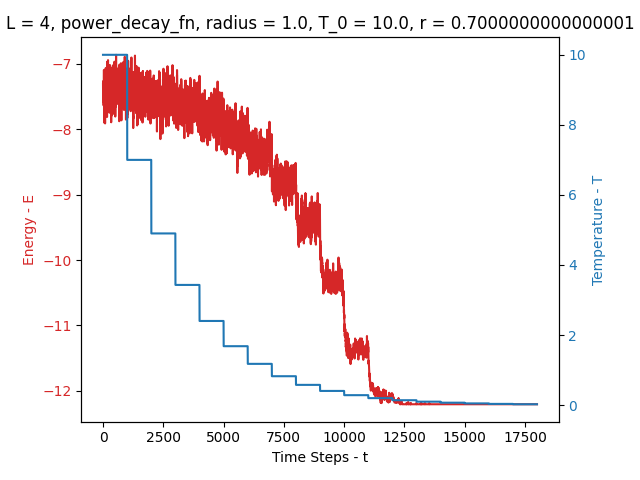 L = 4, power_decay_fn, radius = 1.0, T_0 = 10.0, r = 0.7000000000000001
−7
−8
−9
−10
−11
−12
Energy - E
10
8
6
4
2
0
Temperature - T
0 2500 5000 7500 10000 12500 15000 17500
Time Steps - t